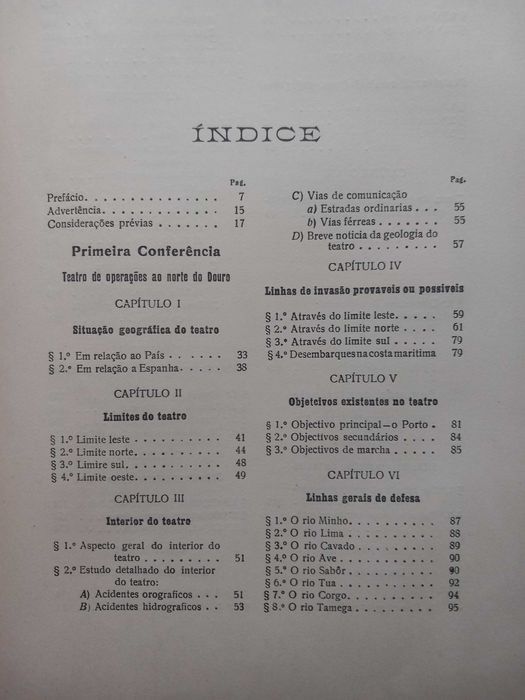 ÍNDICE
Pag.
Prefácio. . . . . . . . . . . . . . . 7
Advertência. . . . . . . . . . . . . 15
Considerações prévias . . . . . . . 17
Primeira Conferência
Teatro de operações ao norte do Douro
CAPÍTULO I
Situação geográfica do teatro
§ 1.º Em relação ao País . . . . . . 33
§ 2.º Em relação a Espanha. . . . . 38
CAPÍTULO II
Limites do teatro
§ 1.º Limite leste . . . . . . . . . . 41
§ 2.º Limite norte. . . . . . . . . . 44
§ 3.º Limire sul. . . . . . . . . . . 48
§ 4.º Limite oeste. . . . . . . . . . 49
CAPÍTULO III
Interior do teatro
§ 1.º Aspecto geral do interior do
teatro . . . . . . . . . 51
§ 2.º Estudo detalhado do interior
do teatro:
A) Acidentes orograficos . . . 51
B) Acidentes hidrograficos . . 53
Pag.
C) Vias de comunicação
a) Estradas ordinarias . . . 55
b) Vias férreas . . . . . . . 55
D) Breve noticia da geologia do
teatro . . . . . . . . . 57
CAPÍTULO IV
Linhas de invasão provaveis ou possiveis
§ 1.º Através do limite leste. . . . . 59
§ 2.º Através do limite norte . . . . 61
§ 3.º Através do limite sul . . . . . 79
§ 4.º Desembarques na costa maritima 79
CAPÍTULO V
Objetcivos existentes no teatro
§ 1.º Objectivo principal—o Porto . 81
§ 2.º Objectivos secundários . . . . 84
§ 3.º Objectivos de marcha . . . . . 85
CAPÍTULO VI
Linhas gerais de defesa
§ 1.º O rio Minho. . . . . . . . . . 87
§ 2.º O rio Lima . . . . . . . . . . 88
§ 3.º O rio Cavado . . . . . . . . . 89
§ 4.º O rio Ave . . . . . . . . . . . 90
§ 5.º O rio Sabôr . . . . . . . . . . 90
§ 6.º O rio Tua . . . . . . . . . . . 92
§ 7.º O rio Corgo. . . . . . . . . . 94
§ 8.º O rio Tamega . . . . . . . . . 95